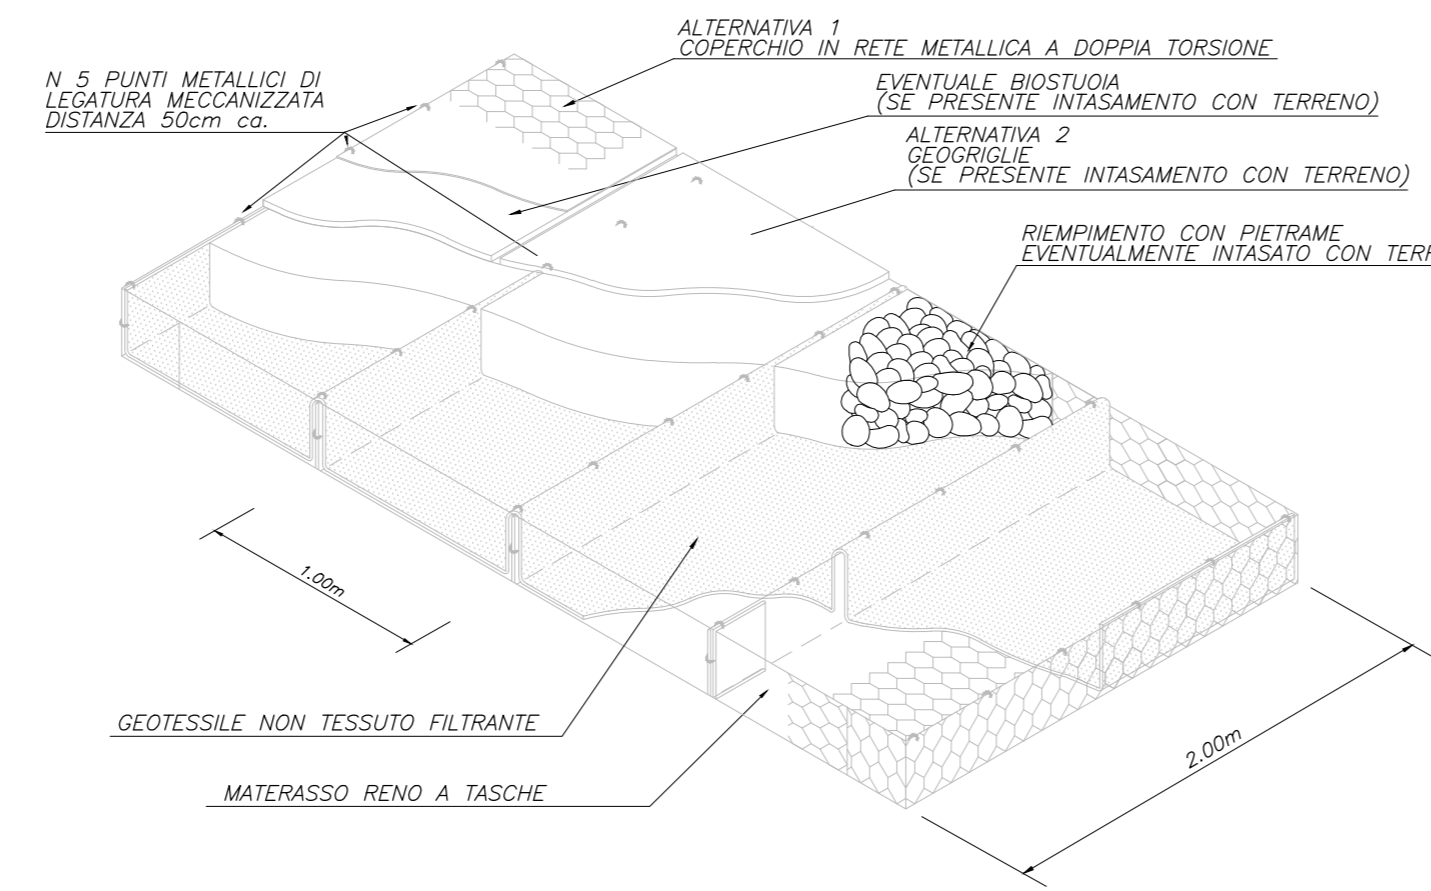 ALTERNATIVA 1
COPERCHIO IN RETE METALLICA A DOPPIA TORSIONE
N 5 PUNTI METALLICI DI
LEGATURA MECCANIZZATA
DISTANZA 50cm ca.
EVENTUALE BIOSTUOIA
(SE PRESENTE INTASAMENTO CON TERRENO)
ALTERNATIVA 2
GEOGRIGLIE
(SE PRESENTE INTASAMENTO CON TERRENO)
RIEMPIMENTO CON PIETRAME
EVENTUALMENTE INTASATO CON
1.00m
GEOTESSILE NON TESSUTO FILTRANTE
2.00m
MATERASSO RENO A TASCHE